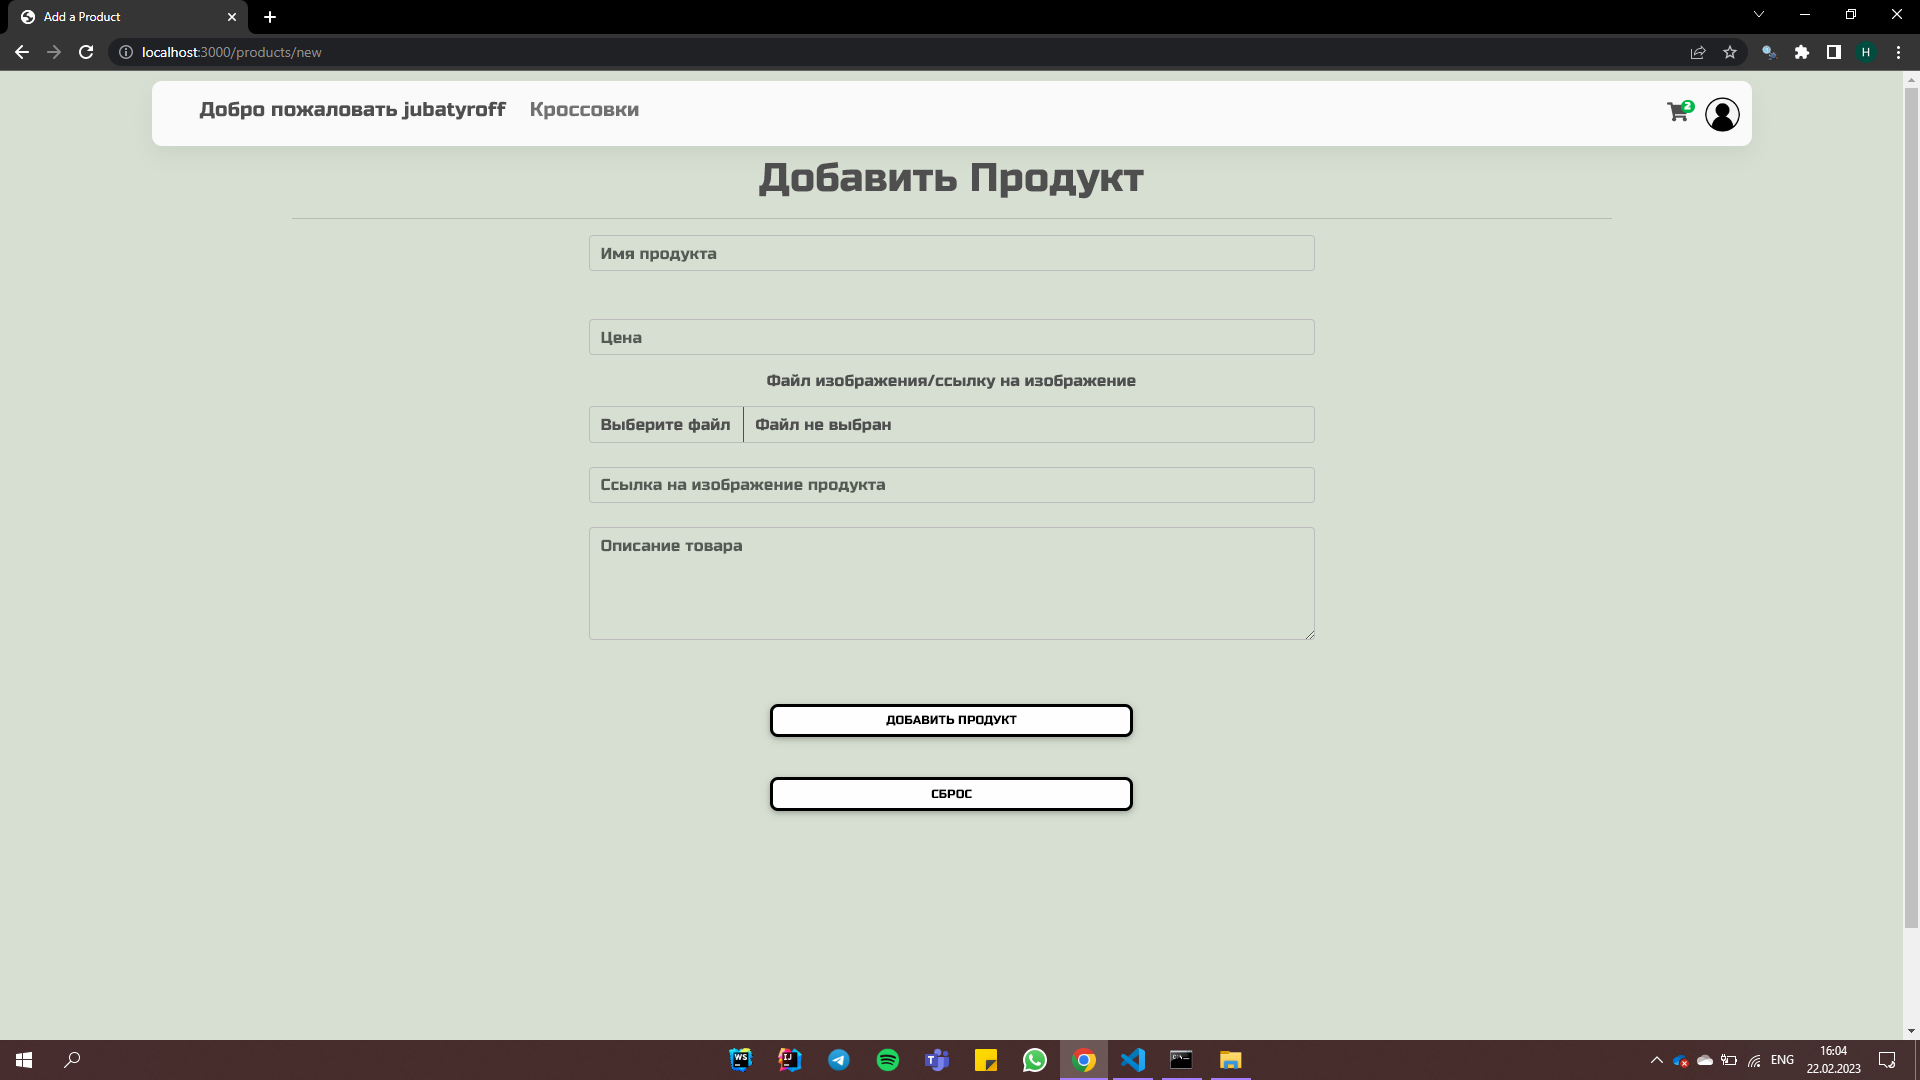 Add a Product
localhost:3000/products/new
H
Добро пожаловать jubatyroff Кроссовки
2
Добавить Продукт
Имя продукта
Цена
Файл изображения/ссылку на изображение
Выберите файл Файл не выбран
Ссылка на изображение продукта
Описание товара
ДОБАВИТЬ ПРОДУКТ
СБРОС
WS
IJ
ENG
16:04
22.02.2023